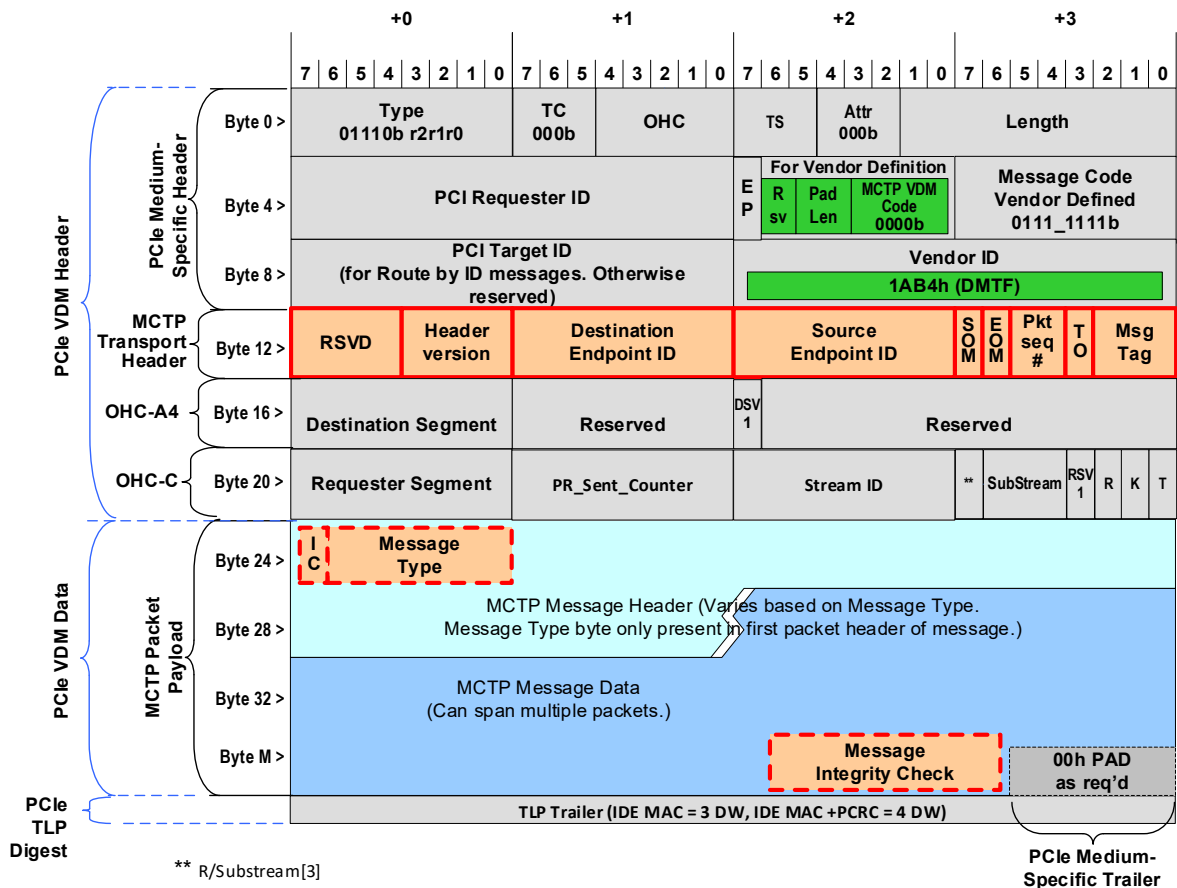 +0 +1 +2 +3
7 6 5 4 3 2 1 0 7 6 5 4 3 2 1 0 7 6 5 4 3 2 1 0 7 6 5 4 3 2 1 0
PCIe VDM Header
PCIe Medium-
Specific Header
Byte 0 >
Type
01110b r2r1r0
TC
000b
OHC
TS
Attr
000b
Length
Byte 4 >
PCI Requester ID
E
P
For Vendor Definition
R
sv
Pad
Len
MCTP VDM
Code
0000b
Message Code
Vendor Defined
0111_1111b
Byte 8 >
PCI Target ID
(for Route by ID messages. Otherwise
reserved)
Vendor ID
1AB4h (DMTF)
MCTP
Transport
Header
Byte 12 >
RSVD
Header
version
Destination
Endpoint ID
Source
Endpoint ID
S
O
M
E
O
M
Pkt
seq
#
T
O
Msg
Tag
OHC-A4
Byte 16 >
Destination Segment
Reserved
DSV
1
Reserved
OHC-C
Byte 20 >
Requester Segment
PR_Sent_Counter
Stream ID
**
SubStream
RSV
1
R
K
T
PCIe VDM Data
MCTP Packet
Payload
Byte 24 >
I
C
Message
Type
Byte 28 >
MCTP Message Header (Varies based on Message Type.
Message Type byte only present in first packet header of message.)
Byte 32 >
MCTP Message Data
(Can span multiple packets.)
Byte M >
Message
Integrity Check
00h PAD
as req'd
PCIe
TLP
Digest
TLP Trailer (IDE MAC = 3 DW, IDE MAC +PCRC = 4 DW)
** R/Substream[3]
PCIe Medium-
Specific Trailer